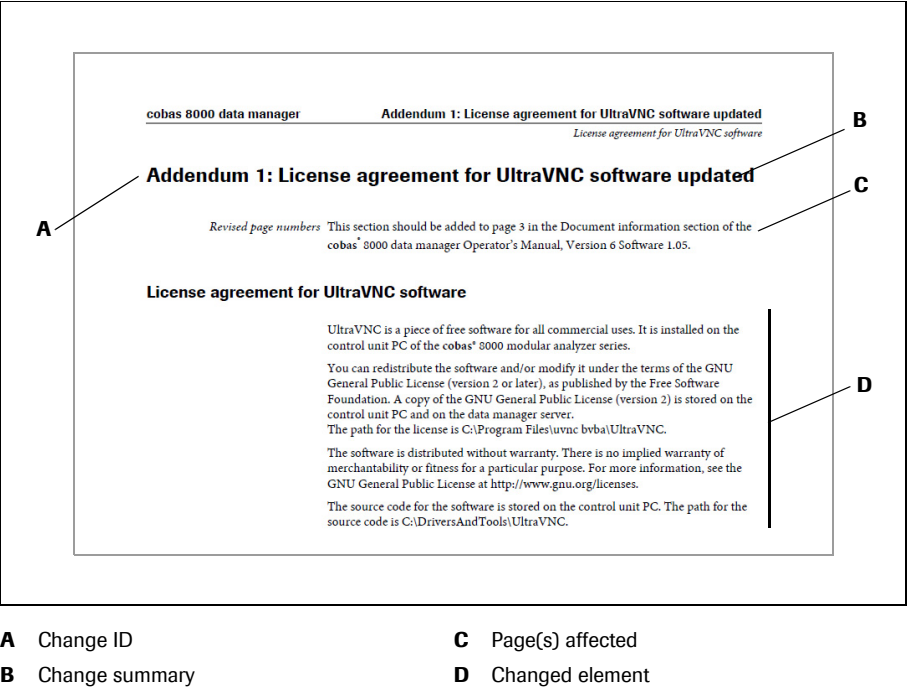 cobas 8000 data manager Addendum 1: License agreement for UltraVNC software updated
License agreement for UltraVNC software
B
Addendum 1: License agreement for UltraVNC software updated
C
A
Revised page numbers This section should be added to page 3 in the Document information section of the
cobas® 8000 data manager Operator's Manual, Version 6 Software 1.05.
License agreement for UltraVNC software
UltraVNC is a piece of free software for all commercial uses. It is installed on the
control unit PC of the cobas® 8000 modular analyzer series.
You can redistribute the software and/or modify it under the terms of the GNU
General Public License (version 2 or later), as published by the Free Software
Foundation. A copy of the GNU General Public License (version 2) is stored on the
control unit PC and on the data manager server.
The path for the license is C:\Program Files\uvnc bvba\UltraVNC.
D
The software is distributed without warranty. There is no implied warranty of
merchantability or fitness for a particular purpose. For more information, see the
GNU General Public License at http://www.gnu.org/licenses.
The source code for the software is stored on the control unit PC. The path for the
source code is C:\DriversAndTools\UltraVNC.
A Change ID
B Change summary
C Page(s) affected
D Changed element